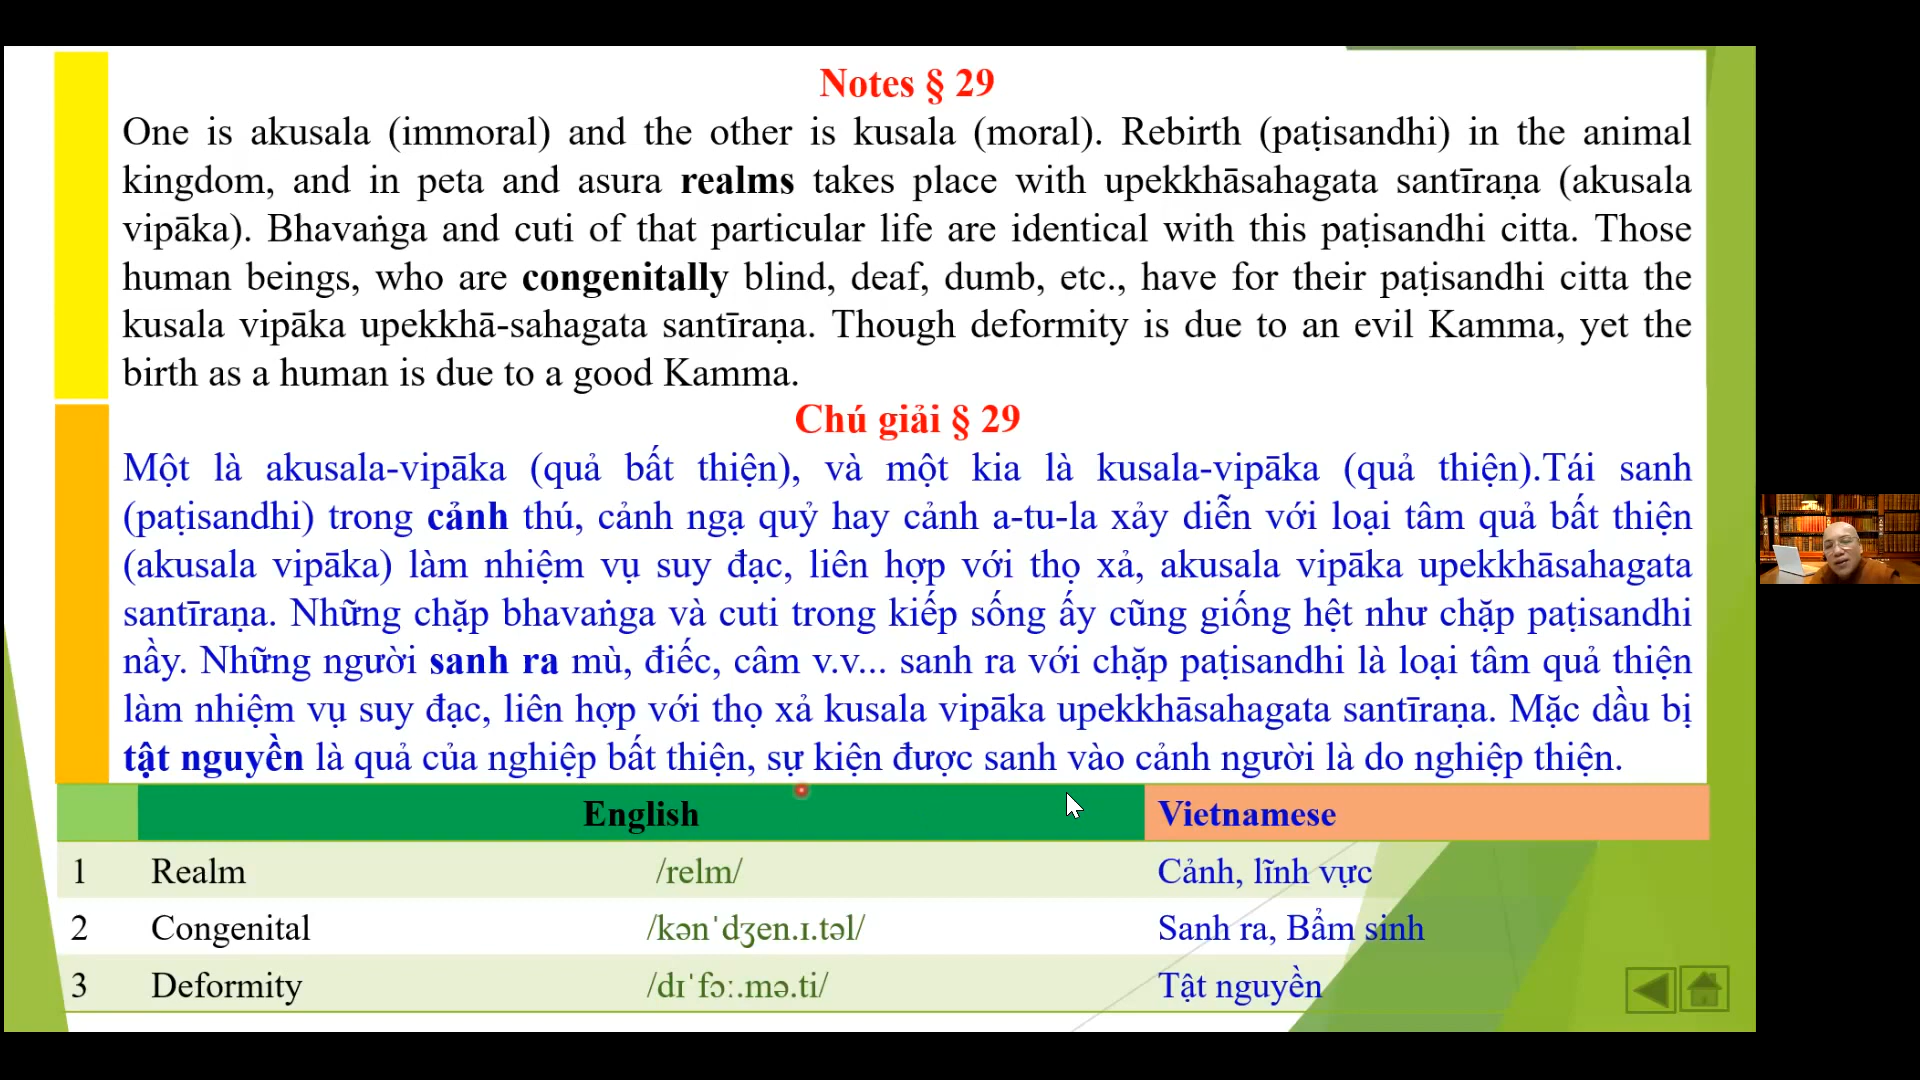 Notes § 29
One is akusala (immoral) and the other is kusala (moral). Rebirth (paṭisandhi) in the animal
kingdom, and in peta and asura realms takes place with upekkhāsahagata santīraṇa (akusala
vipāka). Bhavaṅga and cuti of that particular life are identical with this paṭisandhi citta. Those
human beings, who are congenitally blind, deaf, dumb, etc., have for their paṭisandhi citta the
kusala vipāka upekkhā-sahagata santīraṇa. Though deformity is due to an evil Kamma, yet the
birth as a human is due to a good Kamma.
Chú giải § 29
Một là akusala-vipāka (quả bất thiện), và một kia là kusala-vipāka (quả thiện).Tái sanh
(paṭisandhi) trong cảnh thú, cảnh ngạ quỷ hay cảnh a-tu-la xảy diễn với loại tâm quả bất thiện
(akusala vipāka) làm nhiệm vụ suy đạc, liên hợp với thọ xả, akusala vipāka upekkhāsahagata
santīraṇa. Những chặp bhavaṅga và cuti trong kiếp sống ấy cũng giống hệt như chặp paṭisandhi
nầy. Những người sanh ra mù, điếc, câm v.v... sanh ra với chặp paṭisandhi là loại tâm quả thiện
làm nhiệm vụ suy đạc, liên hợp với thọ xả kusala vipāka upekkhāsahagata santīraṇa. Mặc dầu bị
tật nguyền là quả của nghiệp bất thiện, sự kiện được sanh vào cảnh người là do nghiệp thiện.
English Vietnamese
1 Realm /relm/ Cảnh, lĩnh vực
2 Congenital /kənˈdʒen.ɪ.təl/ Sanh ra, Bẩm sinh
3 Deformity /dɪˈfɔː.mə.ti/ Tật nguyền